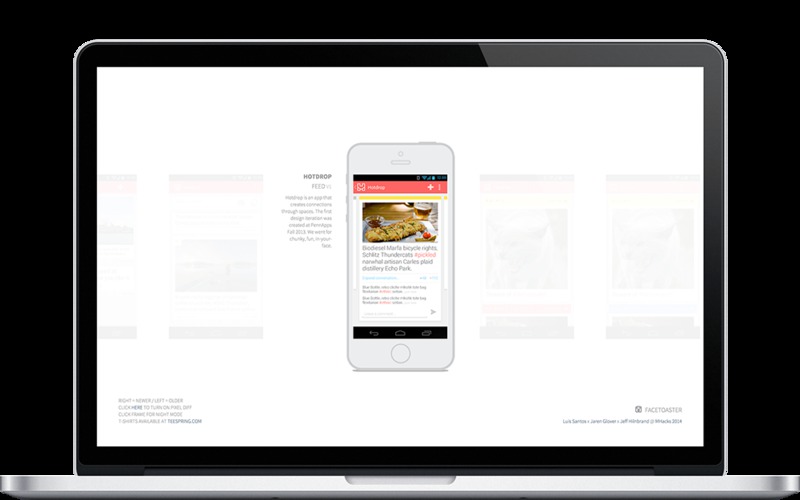 HOTDROP
FEED V1
Hotdrop is an app that
creates connections
through spaces. The first
design iteration was
created at PennApps
Fall 2013. We went for
chunky, fun, in-your-
face.
Hotdrop
Biodiesel Marfa bicycle rights,
Schlitz Thundercats #pickled
narwhal artisan Carles plaid
distillery Echo Park.
RIGHT = NEWER / LEFT = OLDER
CLICK HERE TO TURN ON PIXEL DIFF
CLICK FRAME FOR NIGHT MODE
T-SHIRTS AVAILABLE AT TEESPRING.COM
FACETOASTER
Luis Santos + Jaren Glover + Jeff Hilnbrand @ MHacks 2014